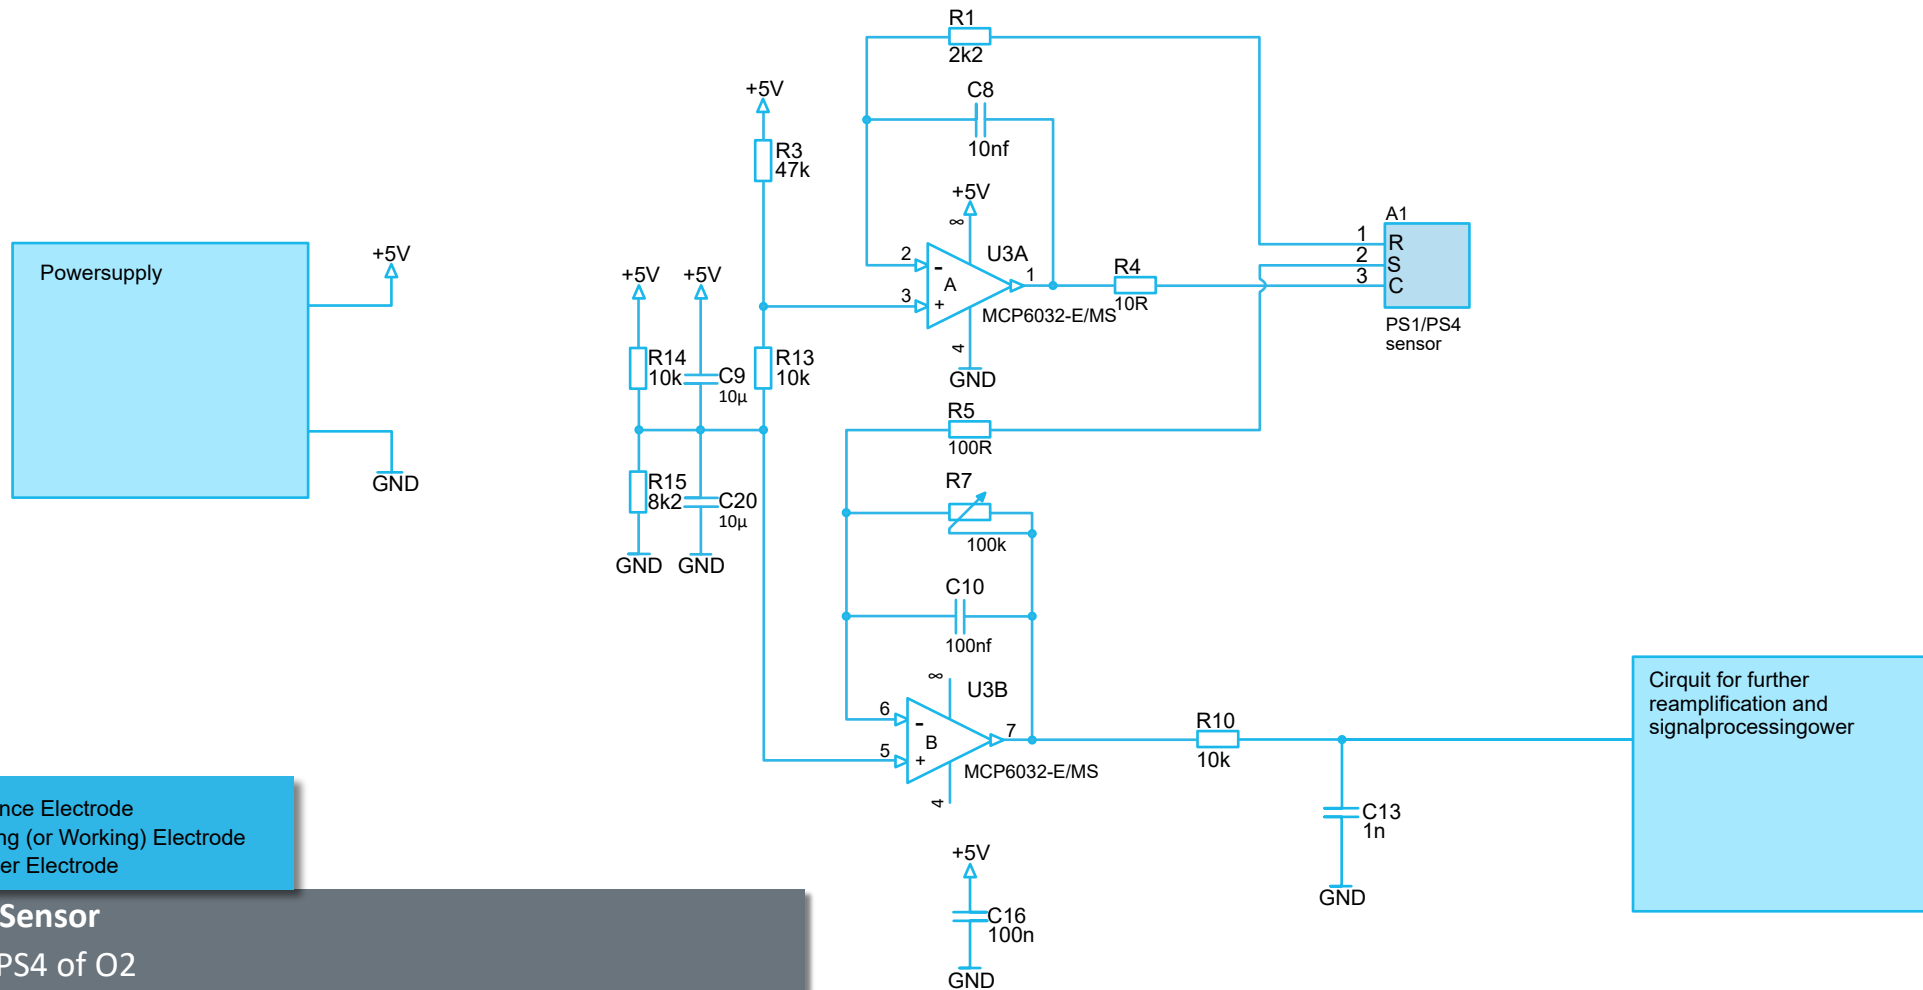 R1
2k2
C8
10nf
+5V
R3
47k
+5V
∞
2
-
A
3
+
U3A
1
MCP6032-E/MS
4
GND
R4
10R
A1
1
R
2
S
3
C
PS1/PS4
sensor
Powersupply
+5V
GND
+5V
+5V
R14
10k
C9
10µ
R13
10k
R15
8k2
C20
10µ
GND
GND
R5
100R
R7
100k
C10
100nf
∞
U3B
6
-
B
5
+
7
MCP6032-E/MS
4
R10
10k
C13
1n
GND
Cirquit for further
reamplification and
signalprocessingower
+5V
C16
100n
GND
nce Electrode
ng (or Working) Electrode
er Electrode
Sensor
PS4 of O2